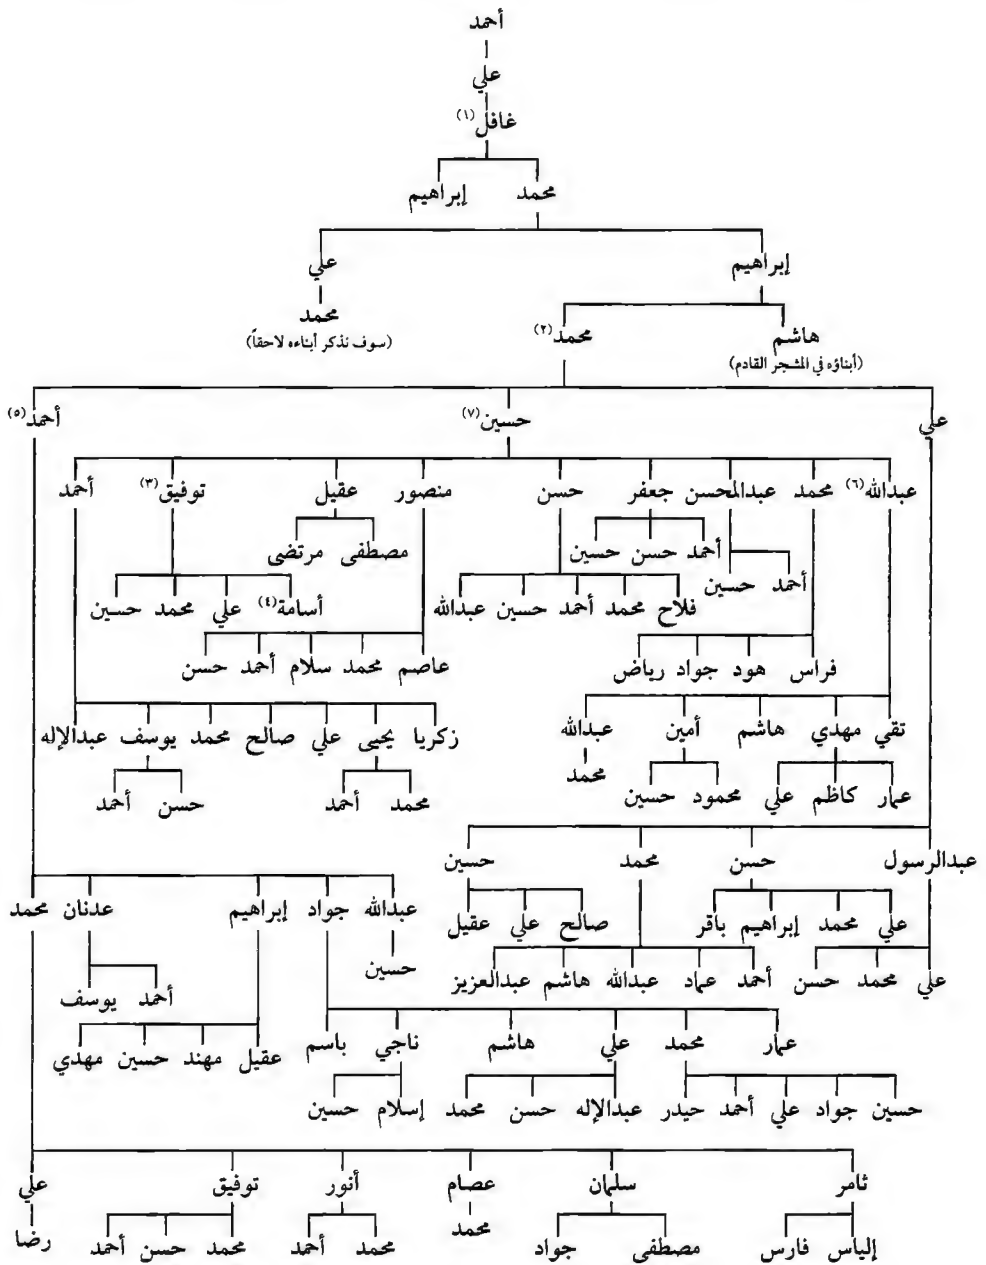 أحمد
علي
غافل (١)
محمد إبراهيم
إبراهيم علي
هاشم محمد (٢) محمد
(أبناؤه في المشجر القادم) (سوف نذكر أبناءه لاحقاً)
علي حسين (٧) أحمد (٥)
عبدالله (٦) محمد عبدالمحسن جعفر حسن منصور عقيل توفيق (٣) أحمد
أحمد حسن حسين مصطفى مرتضى
أحمد حسين
فلاح محمد أحمد حسين عبدالله أسامة (٤) علي محمد حسين
فراس هود جواد رياض عاصم محمد سلام أحمد حسن
تقي مهدي هاشم أمين عبدالله زكريا يحيى علي صالح محمد يوسف عبدالإله
عمار كاظم علي محمود حسين محمد محمد أحمد حسن أحمد
عبدالرسول حسن محمد حسين
علي محمد إبراهيم باقر صالح علي عقيل عبدالله جواد إبراهيم عدنان محمد
علي محمد حسن أحمد عماد عبدالله هاشم عبدالعزيز حسين
أحمد يوسف
عمار محمد علي هاشم ناجي باسم عقيل مهند حسين مهدي
حسين جواد علي أحمد حيدر عبدالإله حسن محمد إسلام حسين
ثامر سلمان عصام أنور توفيق علي
إلياس فارس مصطفى جواد محمد محمد أحمد محمد حسن أحمد رضا